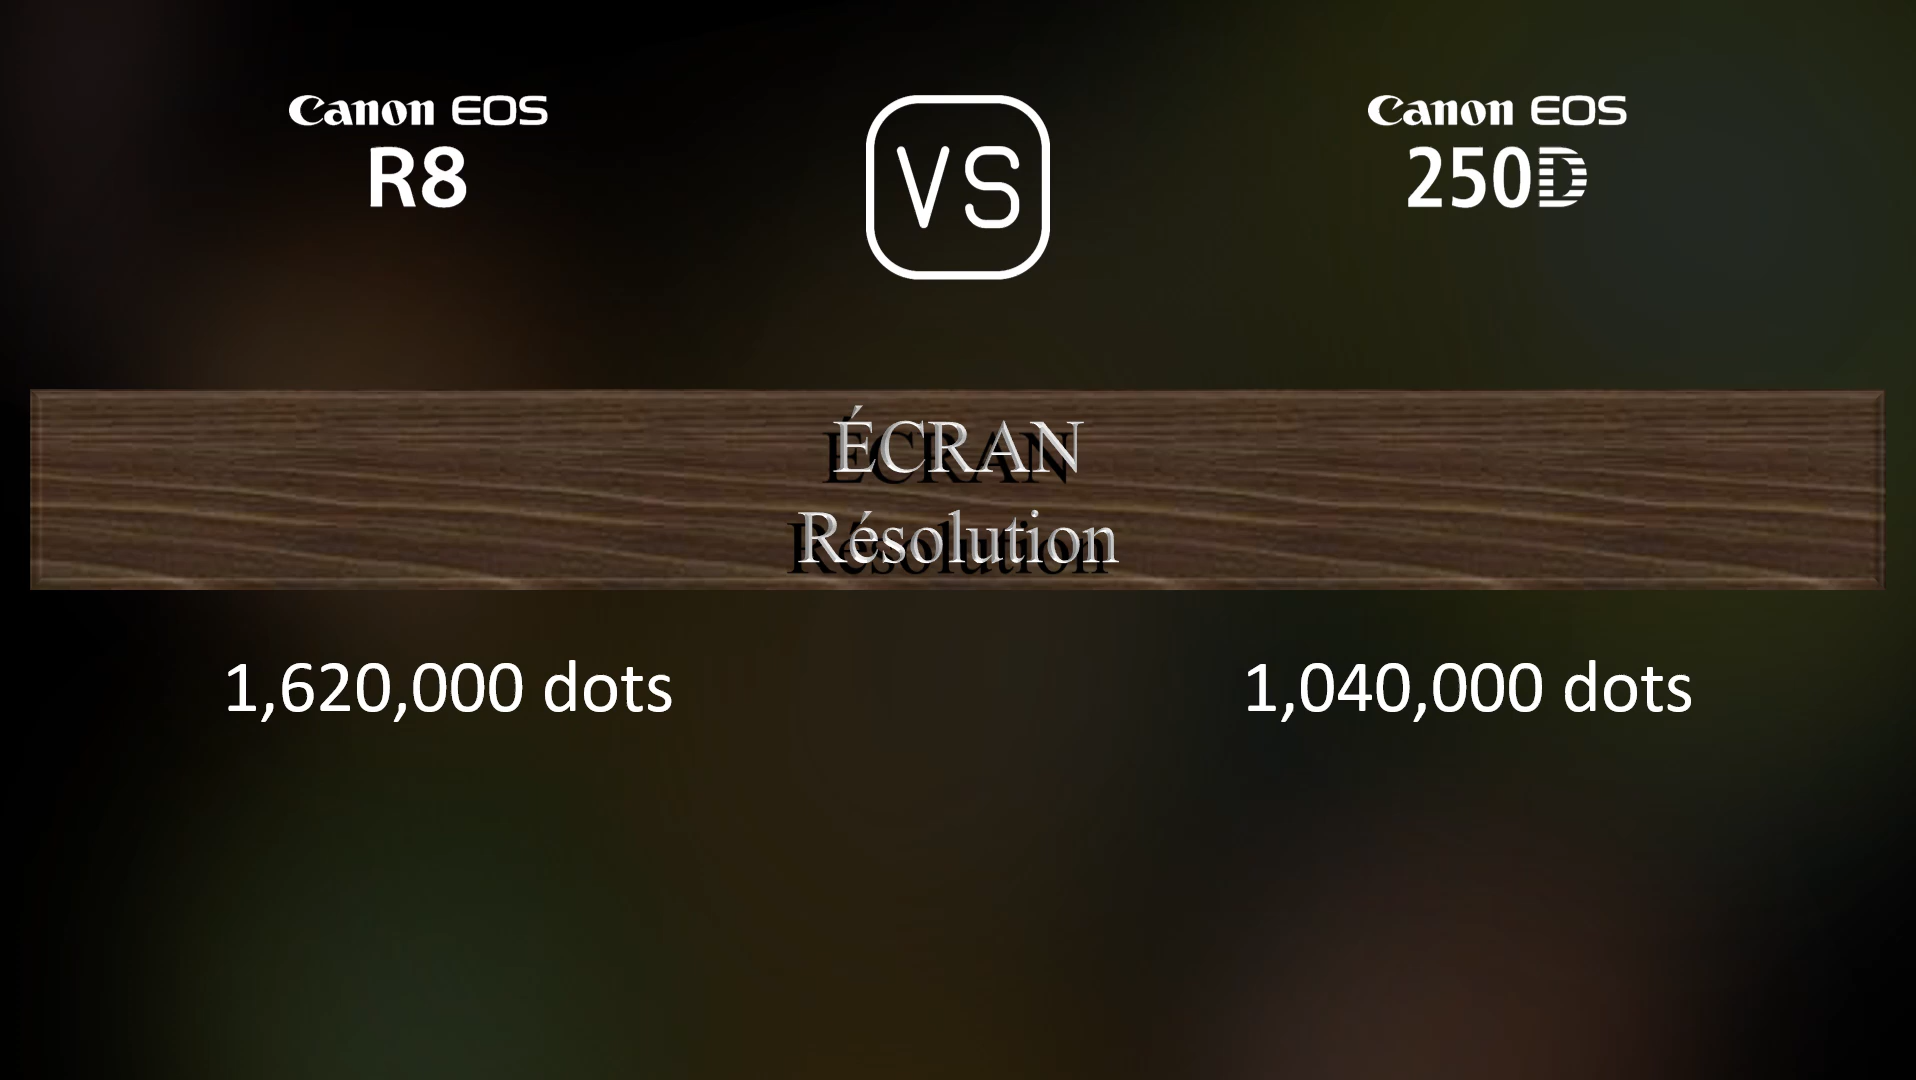 Canon EOS
R8
VS
Canon EOS
250D
ÉCRAN
Résolution
1,620,000 dots
1,040,000 dots